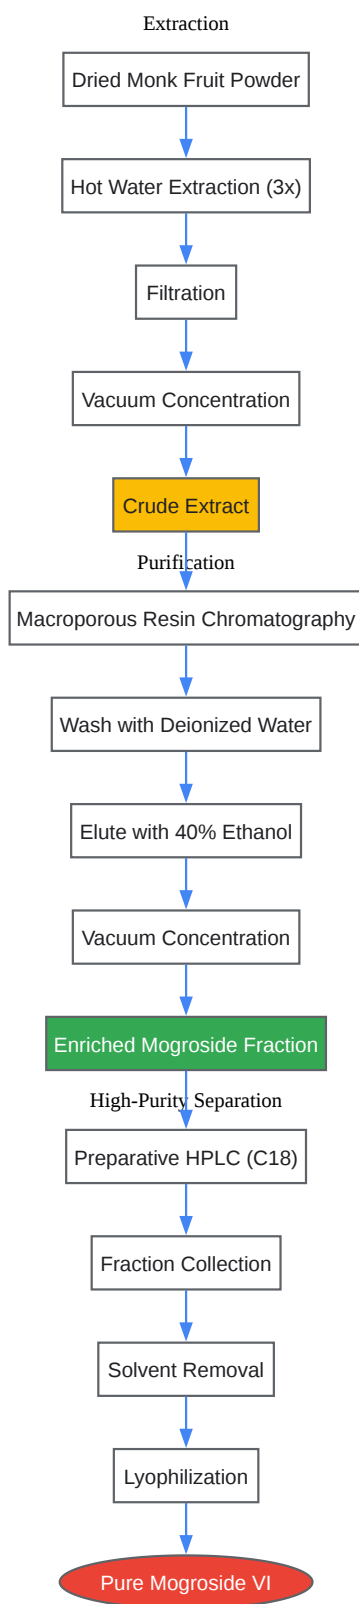 Extraction
Dried Monk Fruit Powder
Hot Water Extraction (3x)
Filtration
Vacuum Concentration
Crude Extract
Purification
Macroporous Resin Chromatography
Wash with Deionized Water
Elute with 40% Ethanol
Vacuum Concentration
Enriched Mogroside Fraction
High-Purity Separation
Preparative HPLC (C18)
Fraction Collection
Solvent Removal
Lyophilization
Pure Mogroside VI